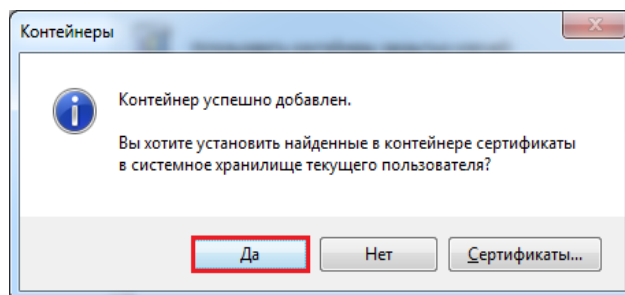 Контейнеры
Контейнер успешно добавлен.
Вы хотите установить найденные в контейнере сертификаты
в системное хранилище текущего пользователя?
Да
Нет
Сертификаты...